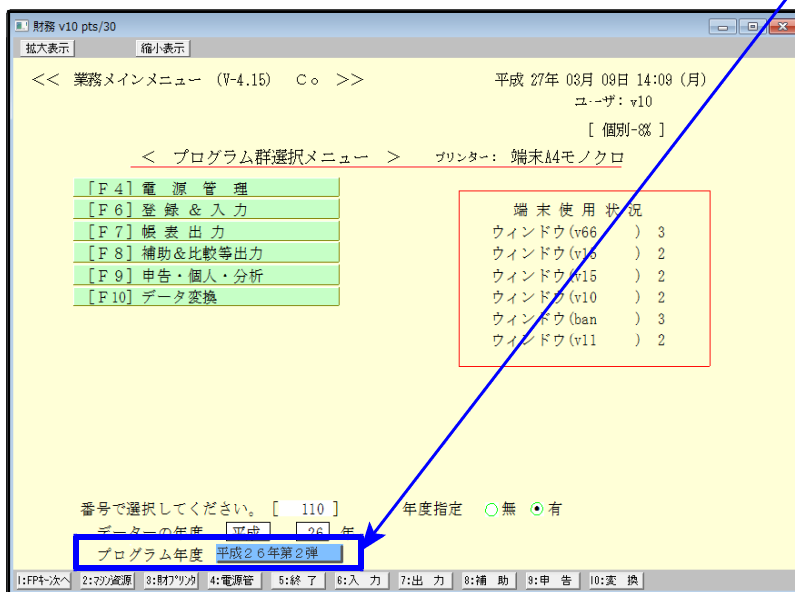 財務 v10 pts/30
拡大表示 縮小表示
<< 業務メインメニュー (V-4.15) Co >> 平成 27年 03月 09日 14:09 (月)
ユーザ: v10
[ 個別-8% ]
< プログラム群選択メニュー > プリンター: 端末A4モノクロ
[F4] 電 源 管 理
[F6] 登 録 & 入 力
[F7] 帳 表 出 力
[F8] 補助&比較等出力
[F9] 申告・個人・分析
[F10] データ変換
端 末 使 用 状 況
ウィンドウ(v66 ) 3
ウィンドウ(v16 ) 2
ウィンドウ(v15 ) 2
ウィンドウ(v10 ) 2
ウィンドウ(ban ) 3
ウィンドウ(v11 ) 2
番号で選択してください。 [ 110 ] 年度指定 無 有
データーの年度 平成 26 年
プログラム年度 平成26年第2弾
1:FPキー次へ 2:マシン資源 3:財プリンタ 4:電源管 5:終 了 6:入 力 7:出 力 8:補 助 9:申 告 10:変 換